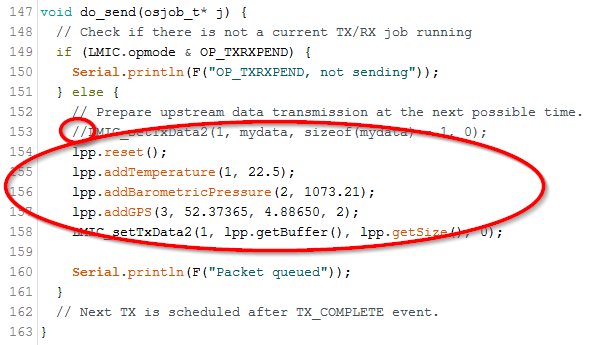 147 void do_send(osjob_t* j) {
148 // Check if there is not a current TX/RX job running
149 if (LMIC.opmode & OP_TXRXPEND) {
150 Serial.println(F("OP_TXRXPEND, not sending"));
151 } else {
152 // Prepare upstream data transmission at the next possible time.
153 //LMIC_setTxData2(1, mydata, sizeof(mydata) - 1, 0);
154 lpp.reset();
155 lpp.addTemperature(1, 22.5);
156 lpp.addBarometricPressure(2, 1073.21);
157 lpp.addGPS(3, 52.37365, 4.88650, 2);
158 LMIC_setTxData2(1, lpp.getBuffer(), lpp.getSize(), 0);
159
160 Serial.println(F("Packet queued"));
161 }
162 // Next TX is scheduled after TX_COMPLETE event.
163 }